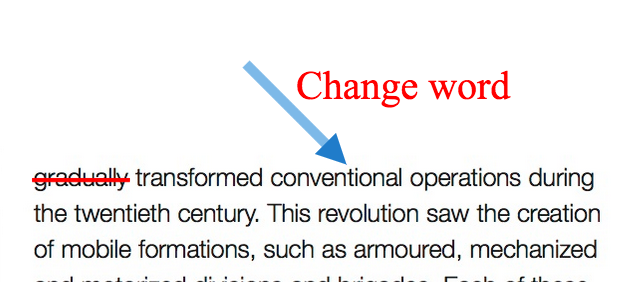 Change word
gradually transformed conventional operations during
the twentieth century. This revolution saw the creation
of mobile formations, such as armoured, mechanized
and motorized divisions and brigades. Each of these